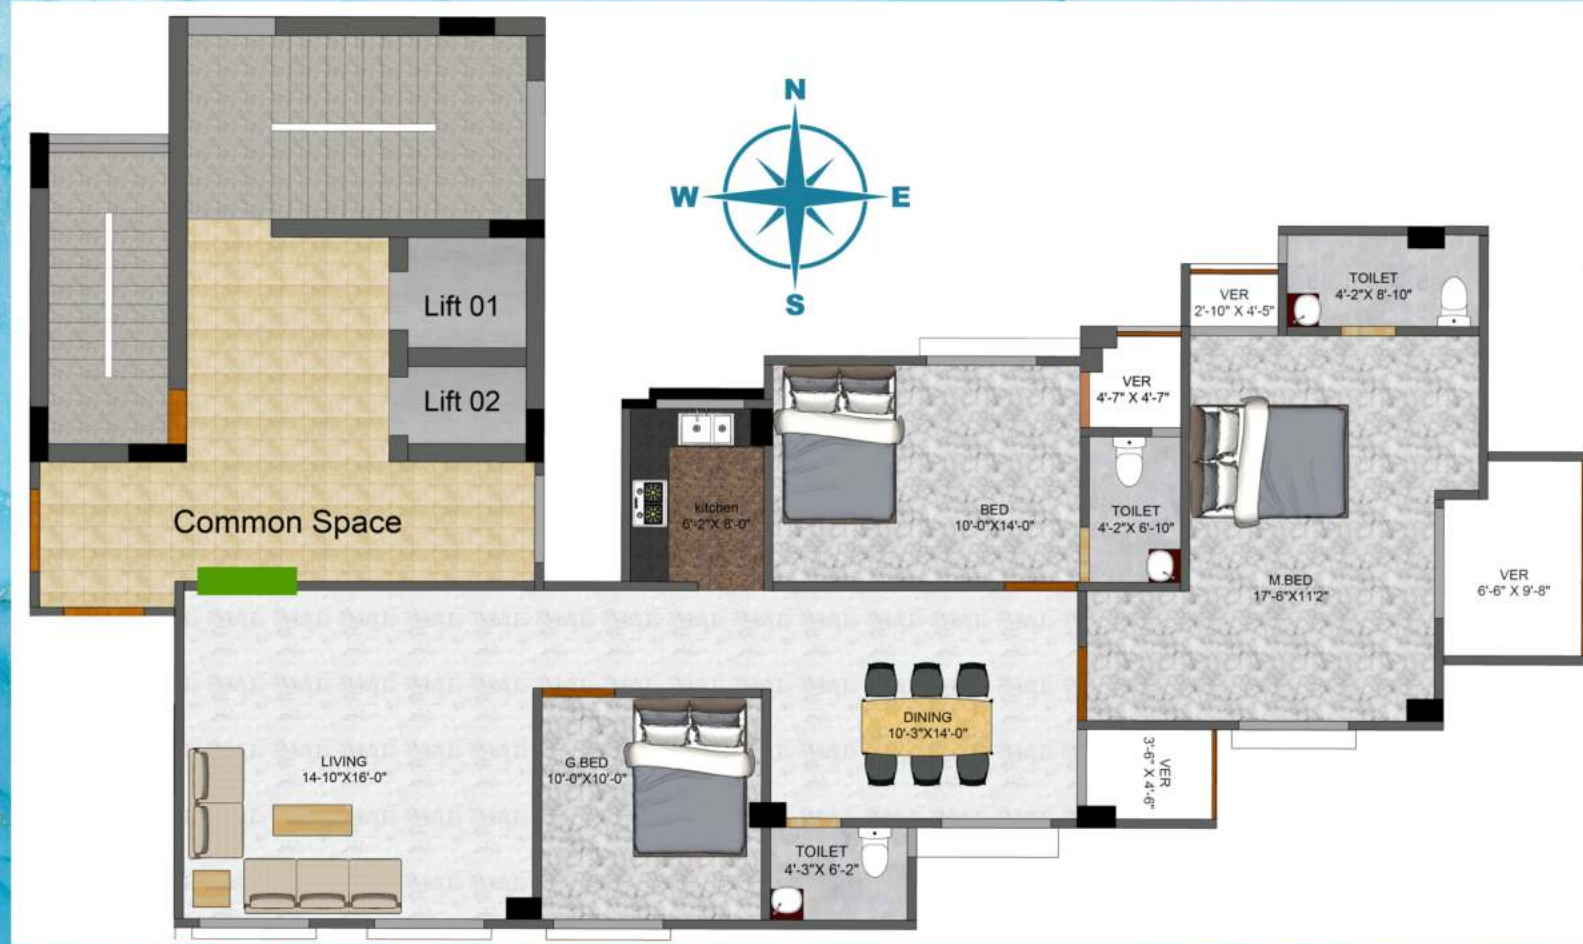 N
W
E
S
Lift 01
Lift 02
Common Space
TOILET
4'-2"X 8'-10"
VER
2'-10" X 4'-5"
VER
4'-7" X 4'-7"
kitchen
6'-2"X 8'-0"
BED
10'-0"X14'-0"
TOILET
4'-2"X 6'-10"
M.BED
17'-6"X11'2"
VER
6'-6" X 9'-8"
DINING
10'-3"X14'-0"
VER
3'-6" X 4'-6"
LIVING
14-10"X16'-0"
G.BED
10'-0"X10'-0"
TOILET
4'-3"X 6'-2"